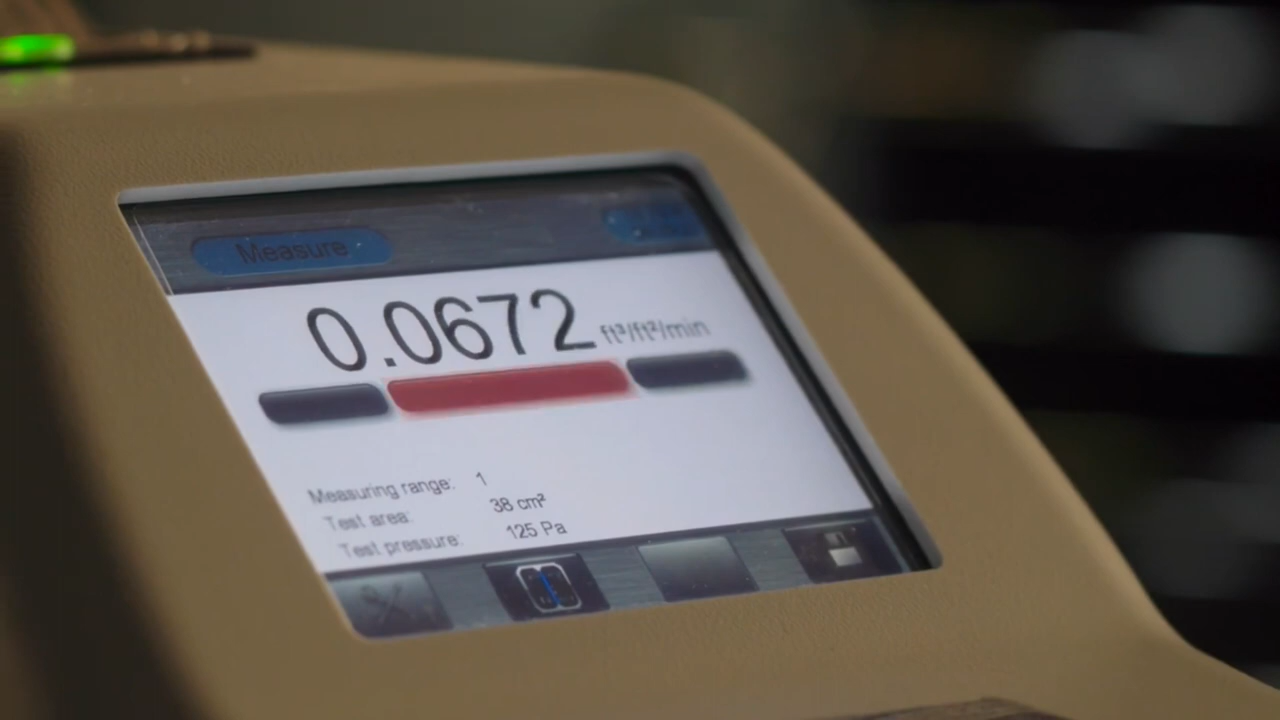 Measure
0.0672 ft³/ft²/min
Measuring range: 1
Test area: 38 cm²
Test pressure: 125 Pa